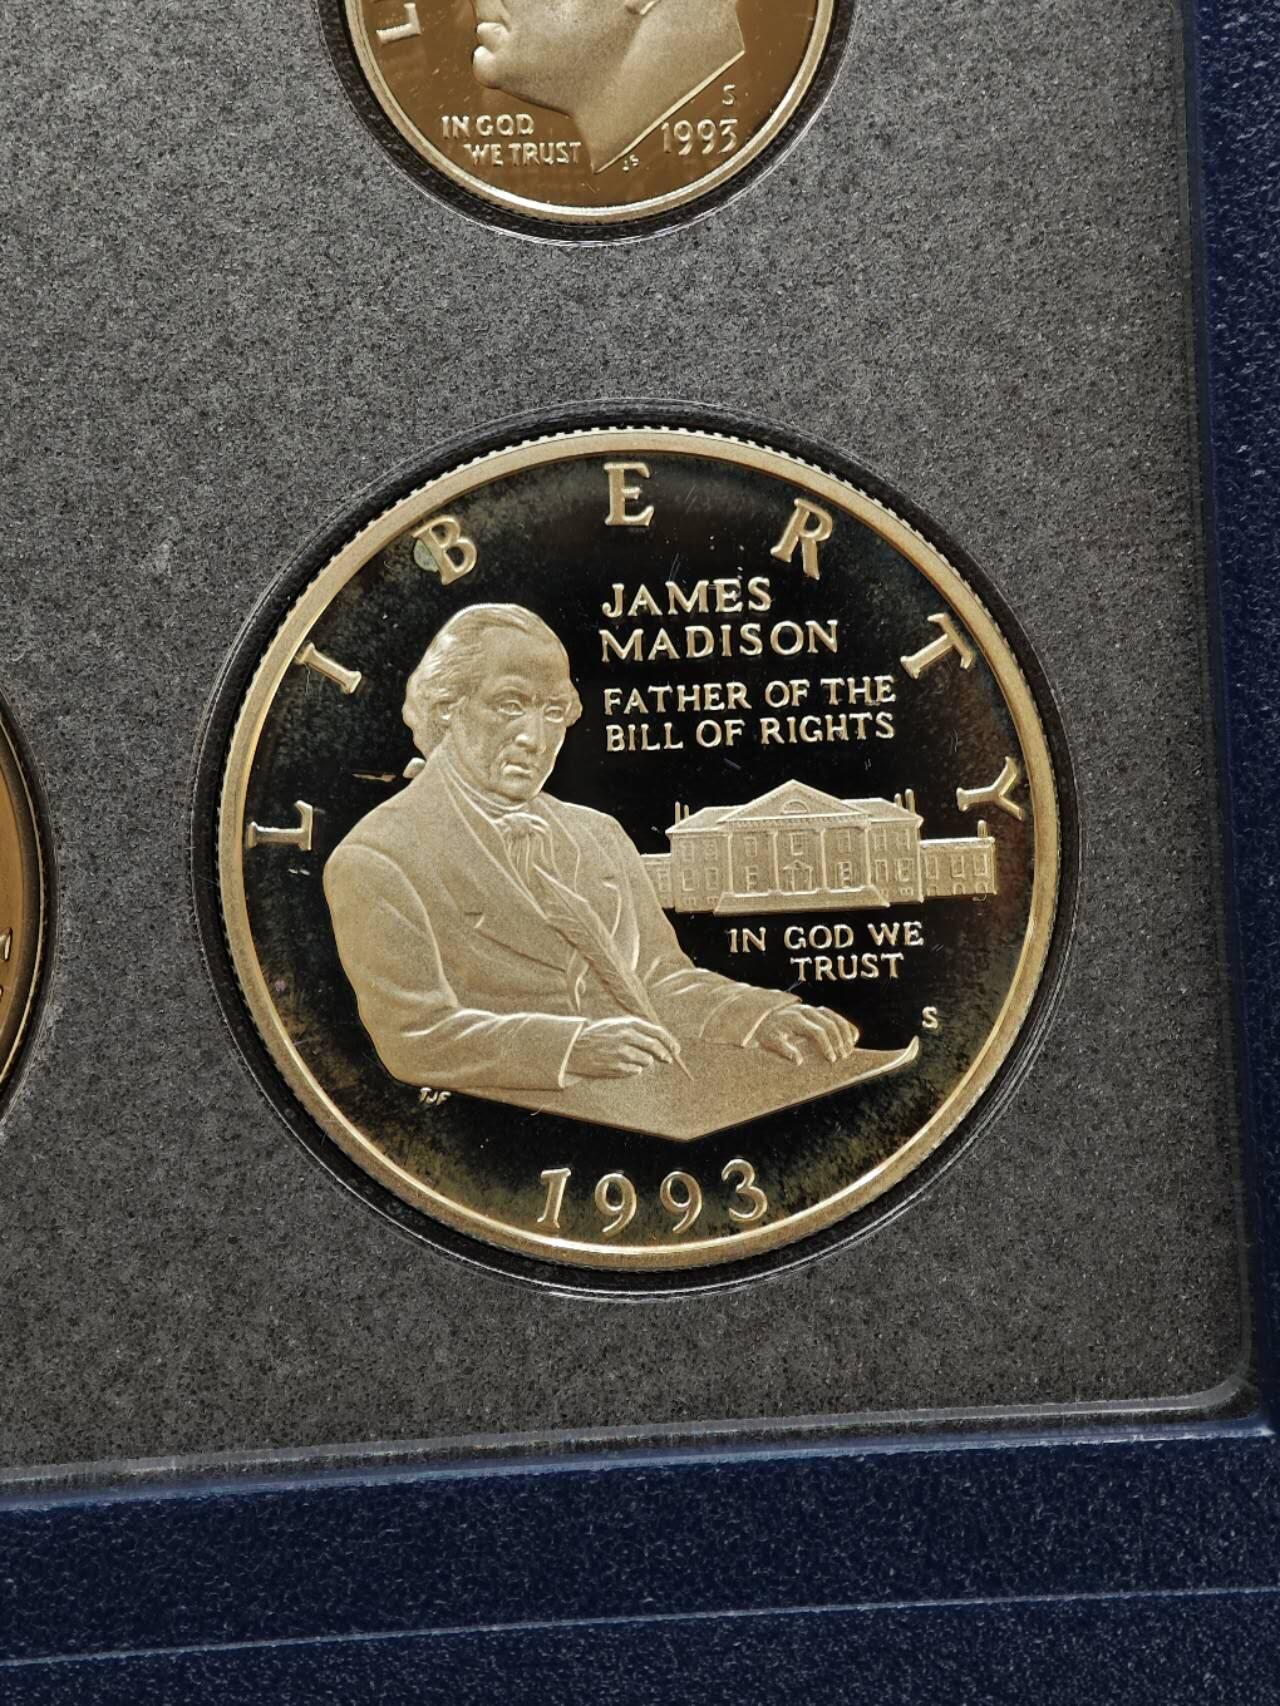 IN GOD
WE TRUST
JS
S
1993
LIBERTY
JAMES
MADISON
FATHER OF THE
BILL OF RIGHTS
IN GOD WE
TRUST
S
TJF
1993